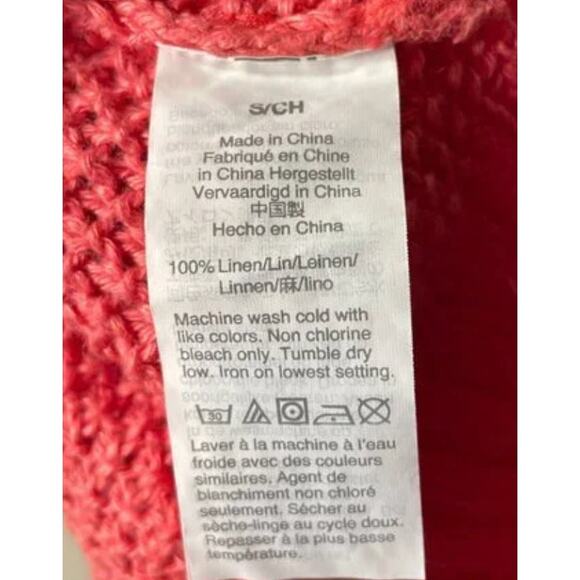 S/CH
Made in China
Fabriqué en Chine
in China Hergestellt
Vervaardigd in China
中国製
Hecho en China
100% Linen/Lin/Leinen/
Linnen/麻/lino
Machine wash cold with
like colors. Non chlorine
bleach only. Tumble dry
low. Iron on lowest setting.
30
Laver à la machine à l'eau
froide avec des couleurs
similaires. Agent de
blanchiment non chloré
seulement. Sécher au
sèche-linge au cycle doux.
Repasser à la plus basse
température.